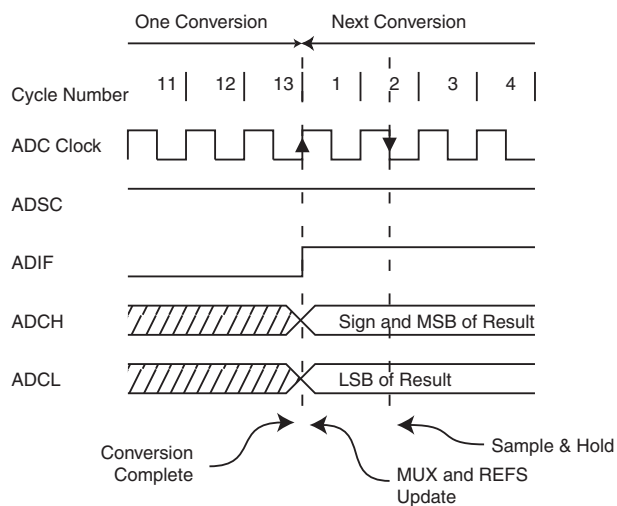 One Conversion Next Conversion
Cycle Number 11 12 13 1 2 3 4
ADC Clock
ADSC
ADIF
ADCH Sign and MSB of Result
ADCL LSB of Result
Conversion
Complete
MUX and REFS
Update
Sample & Hold